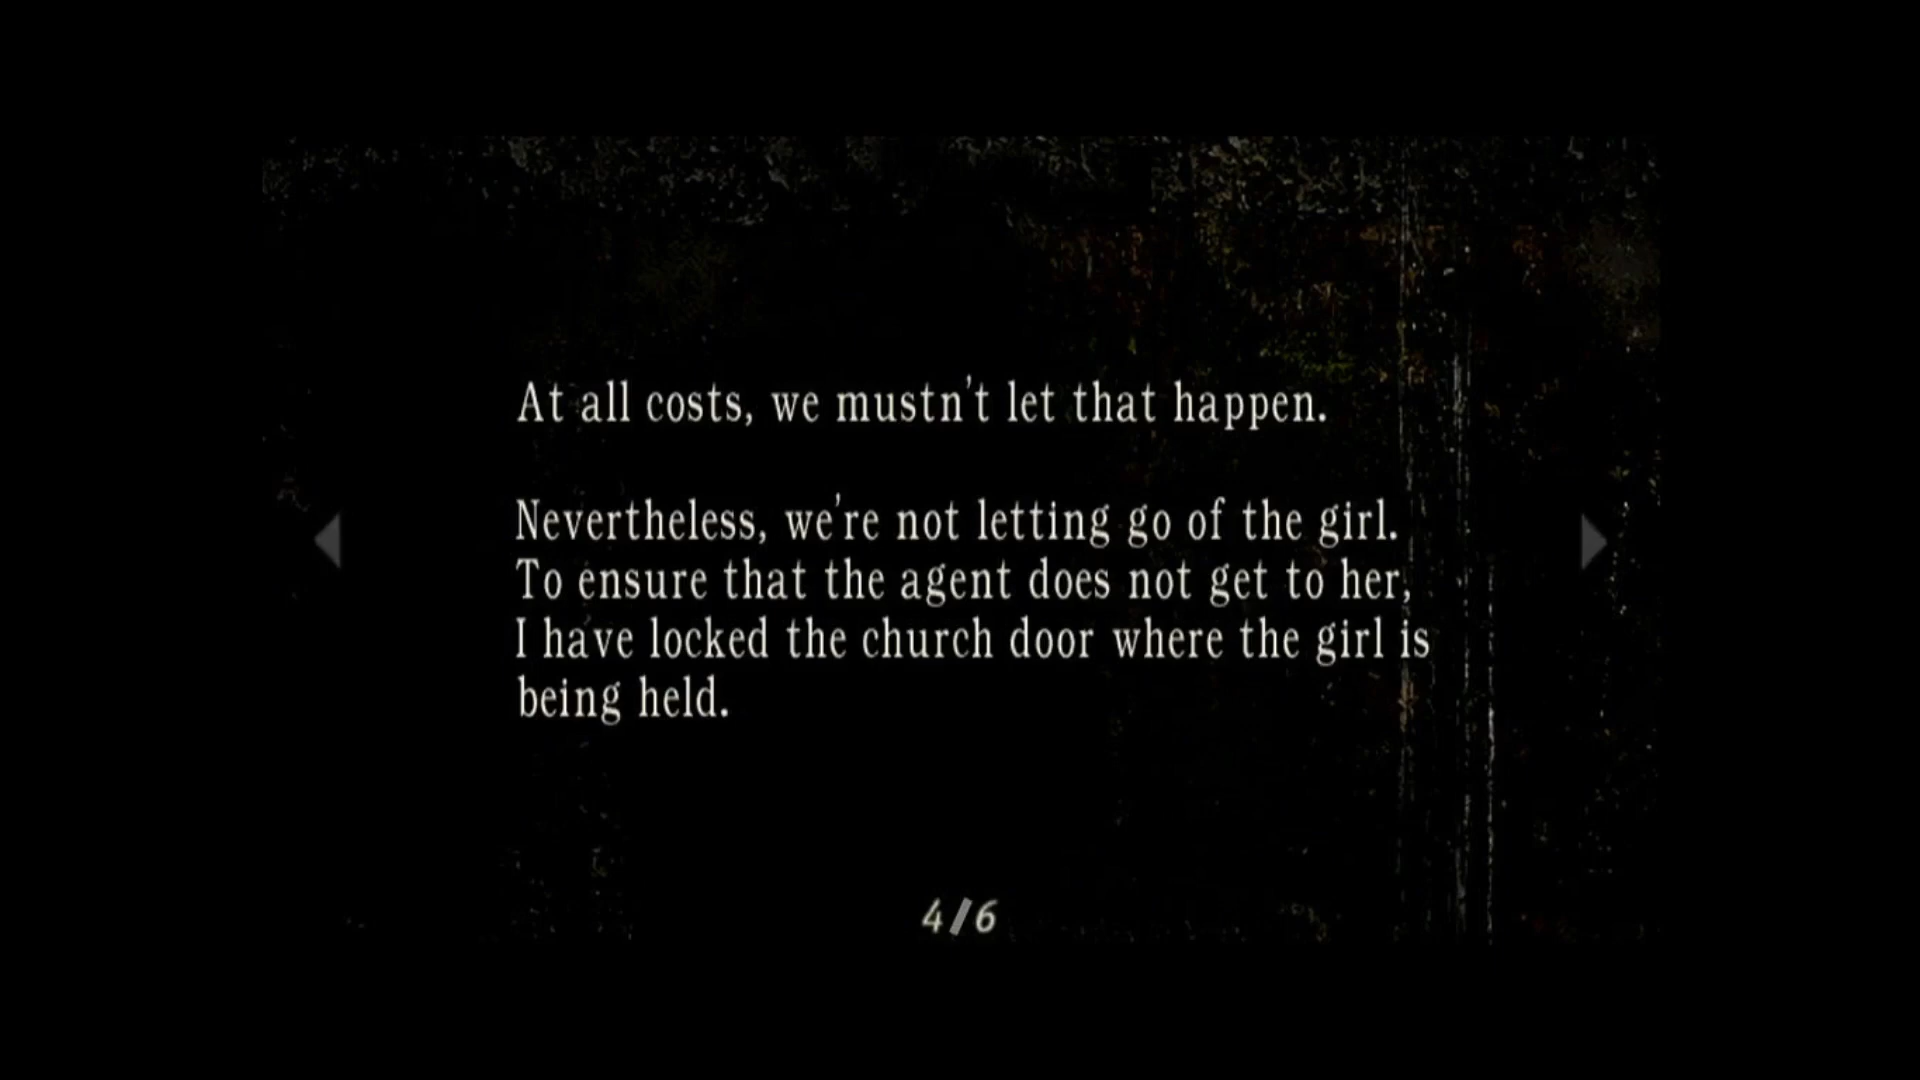 At all costs, we mustn't let that happen.
Nevertheless, we're not letting go of the girl.
To ensure that the agent does not get to her,
I have locked the church door where the girl is
being held.
4/6